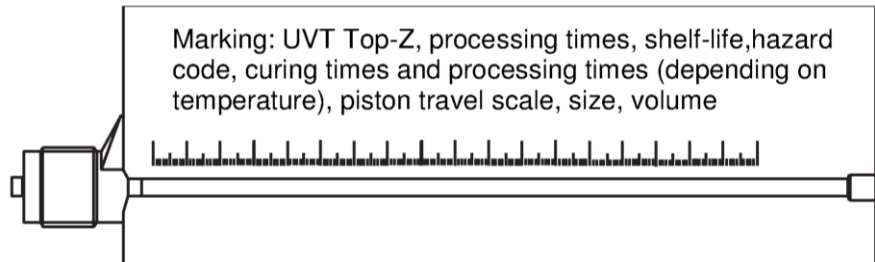 Marking: UVT Top-Z, processing times, shelf-life,hazard
code, curing times and processing times (depending on
temperature), piston travel scale, size, volume